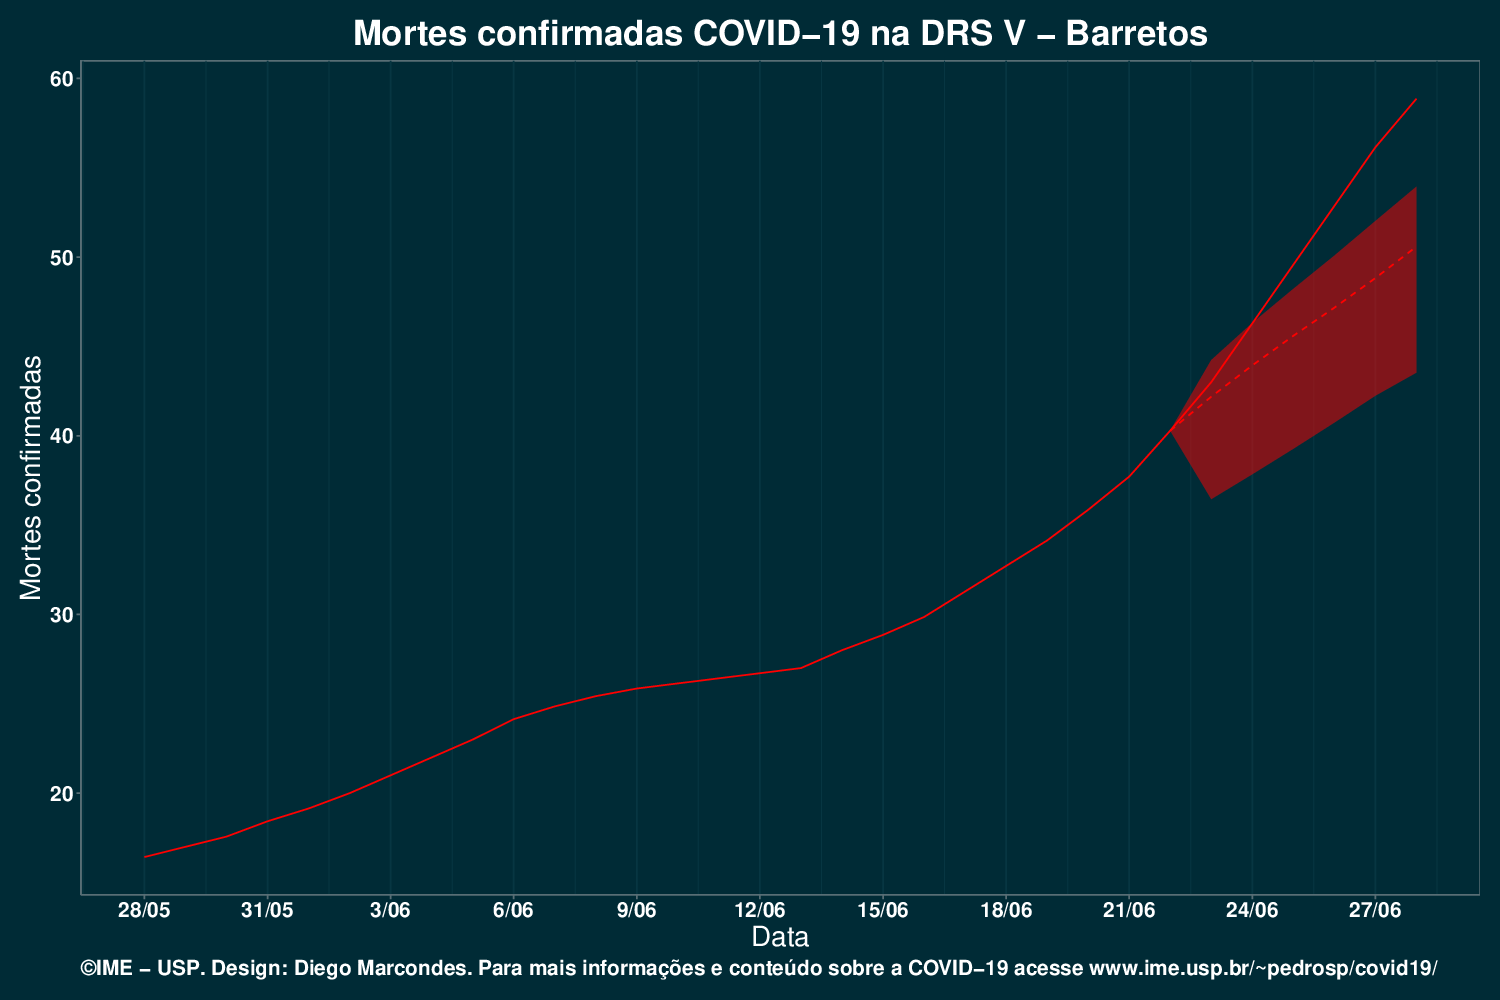 Mortes confirmadas COVID−19 na DRS V − Barretos
60
50
40
30
20
Mortes confirmadas
28/05 31/05 3/06 6/06 9/06 12/06 15/06 18/06 21/06 24/06 27/06
Data
©IME − USP. Design: Diego Marcondes. Para mais informações e conteúdo sobre a COVID−19 acesse www.ime.usp.br/~pedrosp/covid19/